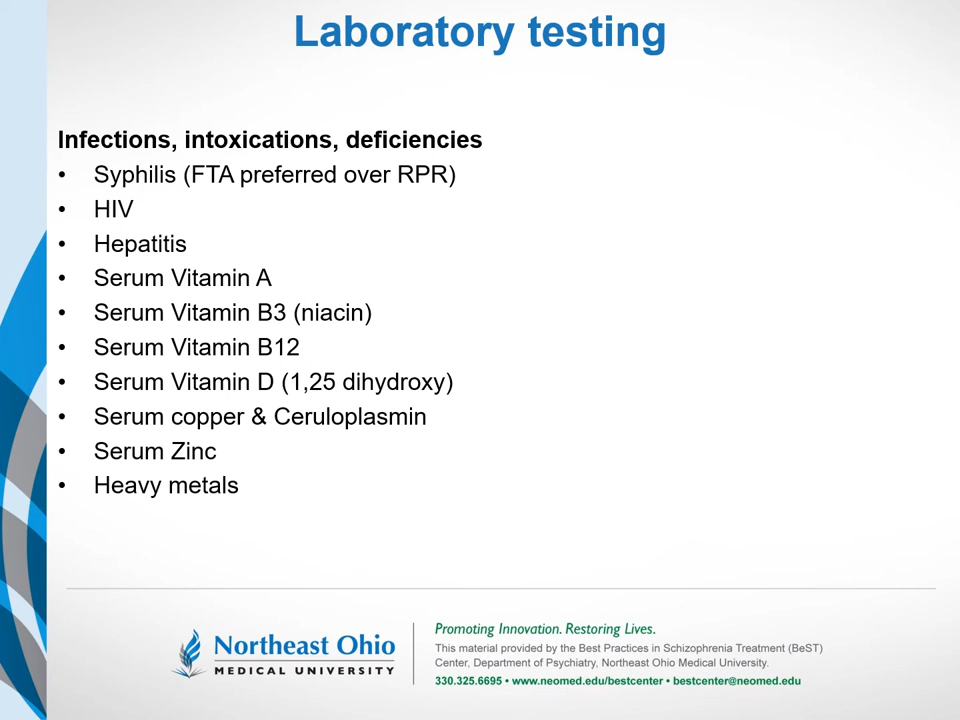 Laboratory testing
Infections, intoxications, deficiencies
• Syphilis (FTA preferred over RPR)
• HIV
• Hepatitis
• Serum Vitamin A
• Serum Vitamin B3 (niacin)
• Serum Vitamin B12
• Serum Vitamin D (1,25 dihydroxy)
• Serum copper & Ceruloplasmin
• Serum Zinc
• Heavy metals
Northeast Ohio
MEDICAL UNIVERSITY
Promoting Innovation. Restoring Lives.
This material provided by the Best Practices in Schizophrenia Treatment (BeST)
Center, Department of Psychiatry, Northeast Ohio Medical University.
330.325.6695 • www.neomed.edu/bestcenter • bestcenter@neomed.edu